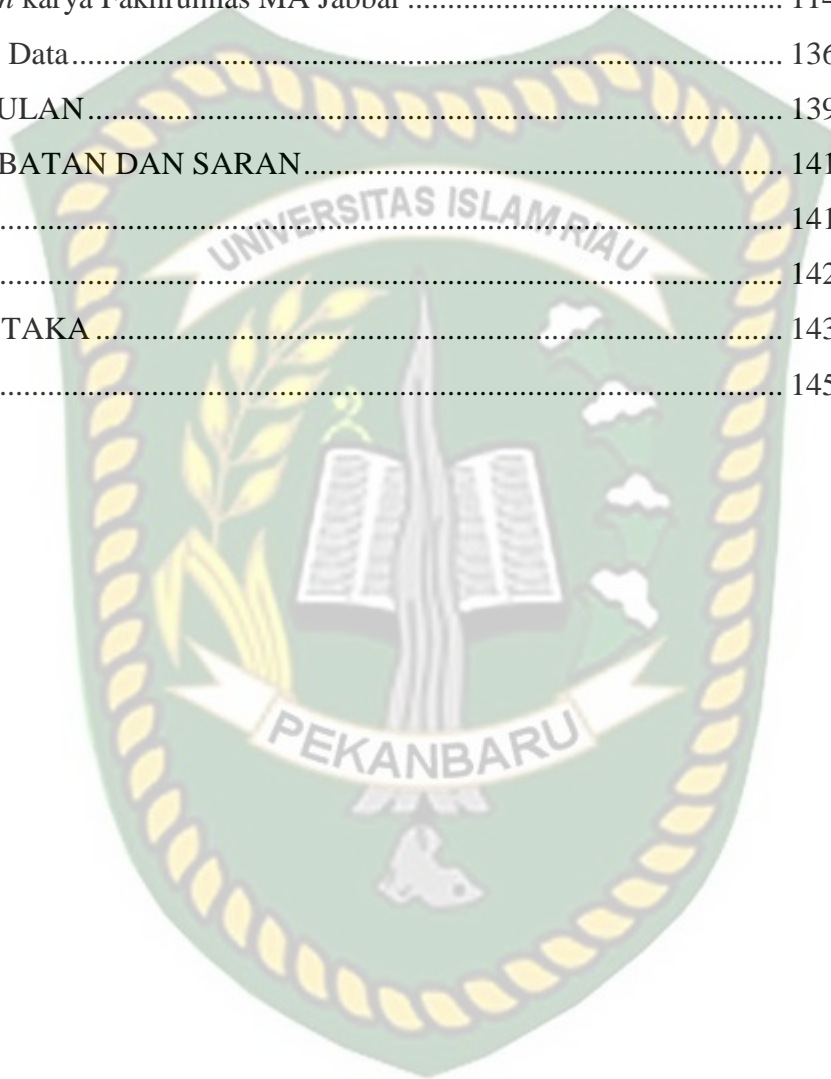 karya Fakhrunnas MA Jabbar ........................................................ 114
Data ................................................................................................... 136
ULAN ................................................................................................. 139
BATAN DAN SARAN ...................................................................... 141
................................................................................................... 141
................................................................................................... 142
TAKA ................................................................................................ 143
................................................................................................... 145
UNIVERSITAS ISLAM RIAU
PEKANBARU